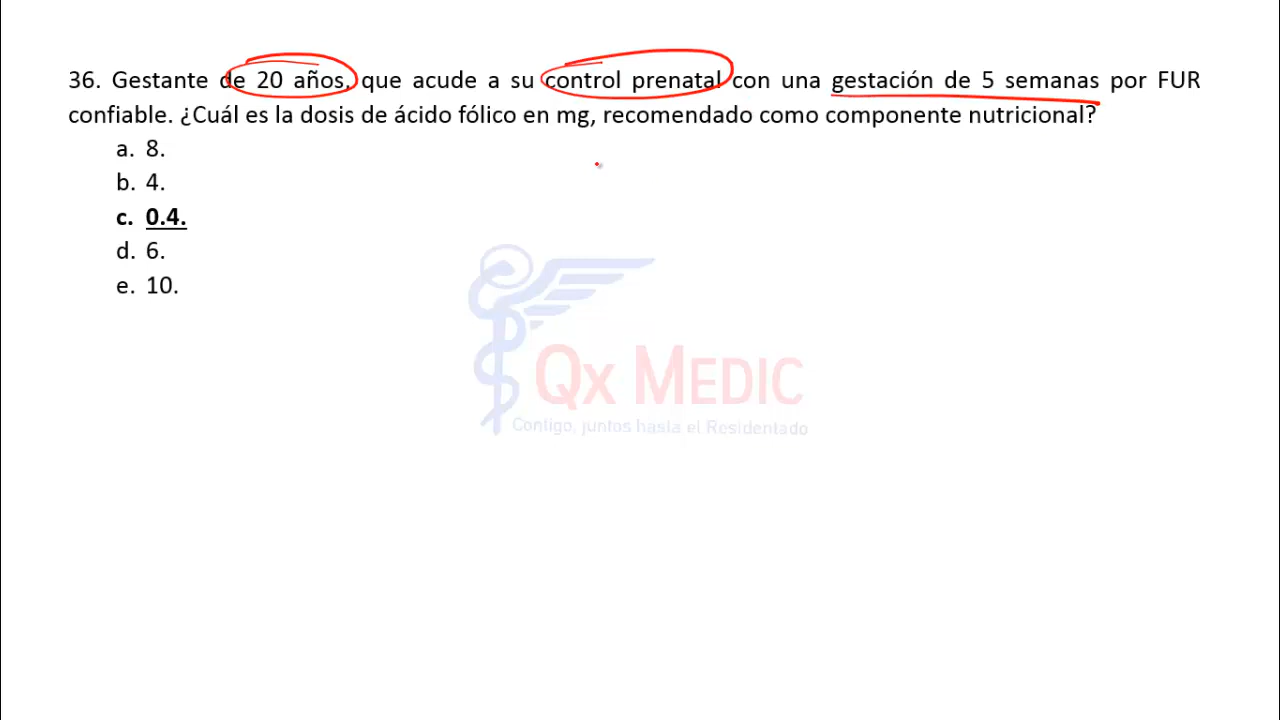 36. Gestante de 20 años, que acude a su control prenatal con una gestación de 5 semanas por FUR
confiable. ¿Cuál es la dosis de ácido fólico en mg, recomendado como componente nutricional?
a. 8.
b. 4.
c. 0.4.
d. 6.
e. 10.
Qx MEDIC
Contigo, juntos hasta el Residentado